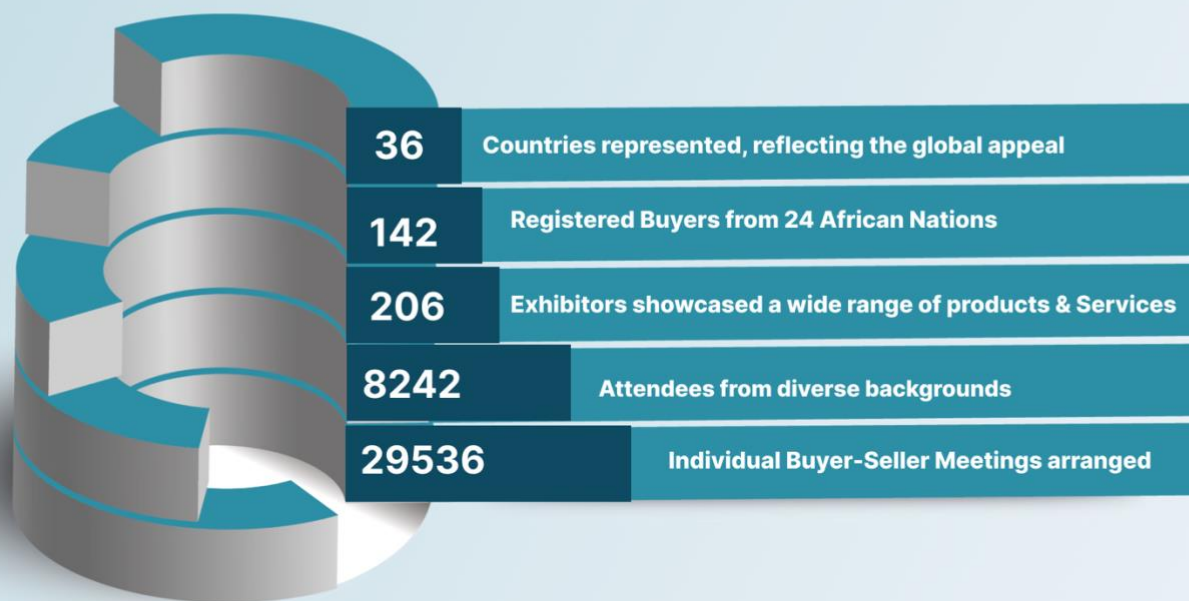 36 Countries represented, reflecting the global appeal
142 Registered Buyers from 24 African Nations
206 Exhibitors showcased a wide range of products & Services
8242 Attendees from diverse backgrounds
29536 Individual Buyer-Seller Meetings arranged